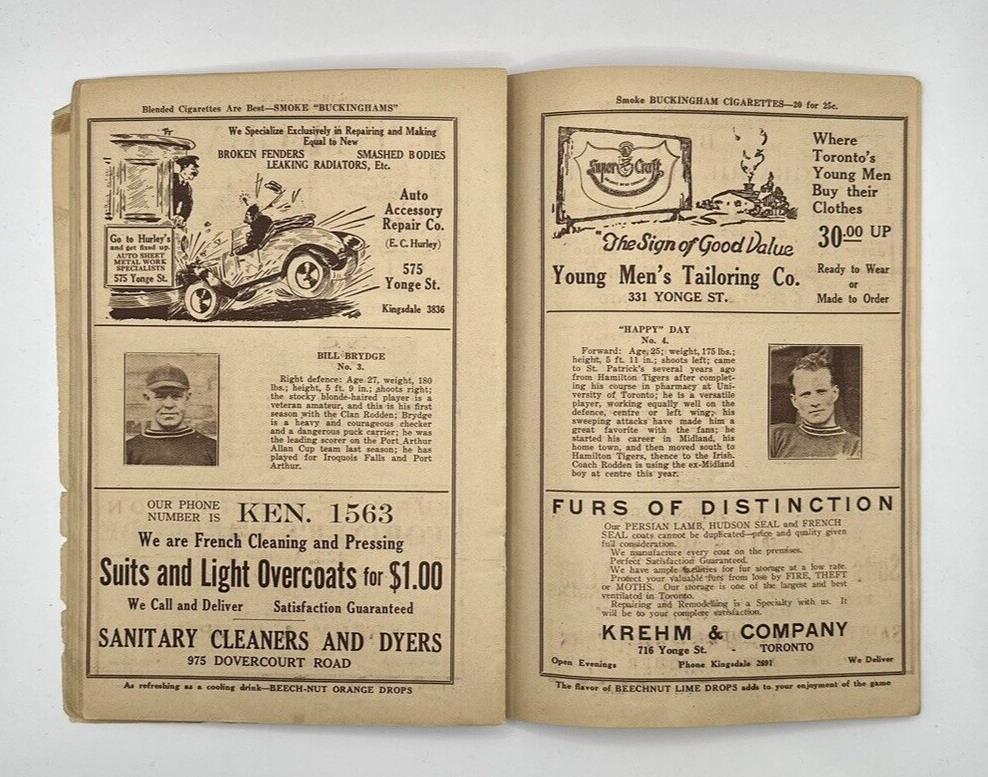 Blended Cigarettes Are Best—SMOKE "BUCKINGHAMS"
We Specialize Exclusively in Repairing and Making
Equal to New
BROKEN FENDERS SMASHED BODIES
LEAKING RADIATORS, Etc.
Auto
Accessory
Repair Co.
(E. C. Hurley)
575
Yonge St.
Kingsdale 3836
Go to Hurley's
and get fixed up.
AUTO SHEET
METAL WORK
SPECIALISTS
575 Yonge St.
BILL BRYDGE
No. 3.
Right defence: Age 27, weight, 180
lbs.; height, 5 ft. 9 in.; shoots right;
the stocky blonde-haired player is a
veteran amateur, and this is his first
season with the Clan Rodden; Brydge
is a heavy and courageous checker
and a dangerous puck carrier; he was
the leading scorer on the Port Arthur
Allan Cup team last season; he has
played for Iroquois Falls and Port
Arthur.
OUR PHONE
NUMBER IS KEN. 1563
We are French Cleaning and Pressing
Suits and Light Overcoats for $1.00
We Call and Deliver Satisfaction Guaranteed
SANITARY CLEANERS AND DYERS
975 DOVERCOURT ROAD
As refreshing as a cooling drink—BEECH-NUT ORANGE DROPS
Smoke BUCKINGHAM CIGARETTES—20 for 25c.
Super Craft
"The Sign of Good Value
Where
Toronto's
Young Men
Buy their
Clothes
30.00 UP
Ready to Wear
or
Made to Order
Young Men's Tailoring Co.
331 YONGE ST.
"HAPPY" DAY
No. 4.
Forward: Age, 25; weight, 175 lbs.;
height, 5 ft. 11 in.; shoots left; came
to St. Patrick's several years ago
from Hamilton Tigers after complet-
ing his course in pharmacy at Uni-
versity of Toronto; he is a versatile
player, working equally well on the
defence, centre or left wing; his
sweeping attacks have made him a
great favorite with the fans; he
started his career in Midland, his
home town, and then moved south to
Hamilton Tigers, thence to the Irish.
Coach Rodden is using the ex-Midland
boy at centre this year.
FURS OF DISTINCTION
Our PERSIAN LAMB, HUDSON SEAL and FRENCH
SEAL coats cannot be duplicated—price and quality given
full consideration.
We manufacture every coat on the premises.
Perfect Satisfaction Guaranteed.
We have ample facilities for fur storage at a low rate.
Protect your valuable furs from loss by FIRE, THEFT
or MOTHS. Our storage is one of the largest and best
ventilated in Toronto.
Repairing and Remodelling is a Specialty with us. It
will be to your complete satisfaction.
KREHM & COMPANY
716 Yonge St. - TORONTO
Open Evenings Phone Kingsdale 2691 We Deliver
The flavor of BEECHNUT LIME DROPS adds to your enjoyment of the game